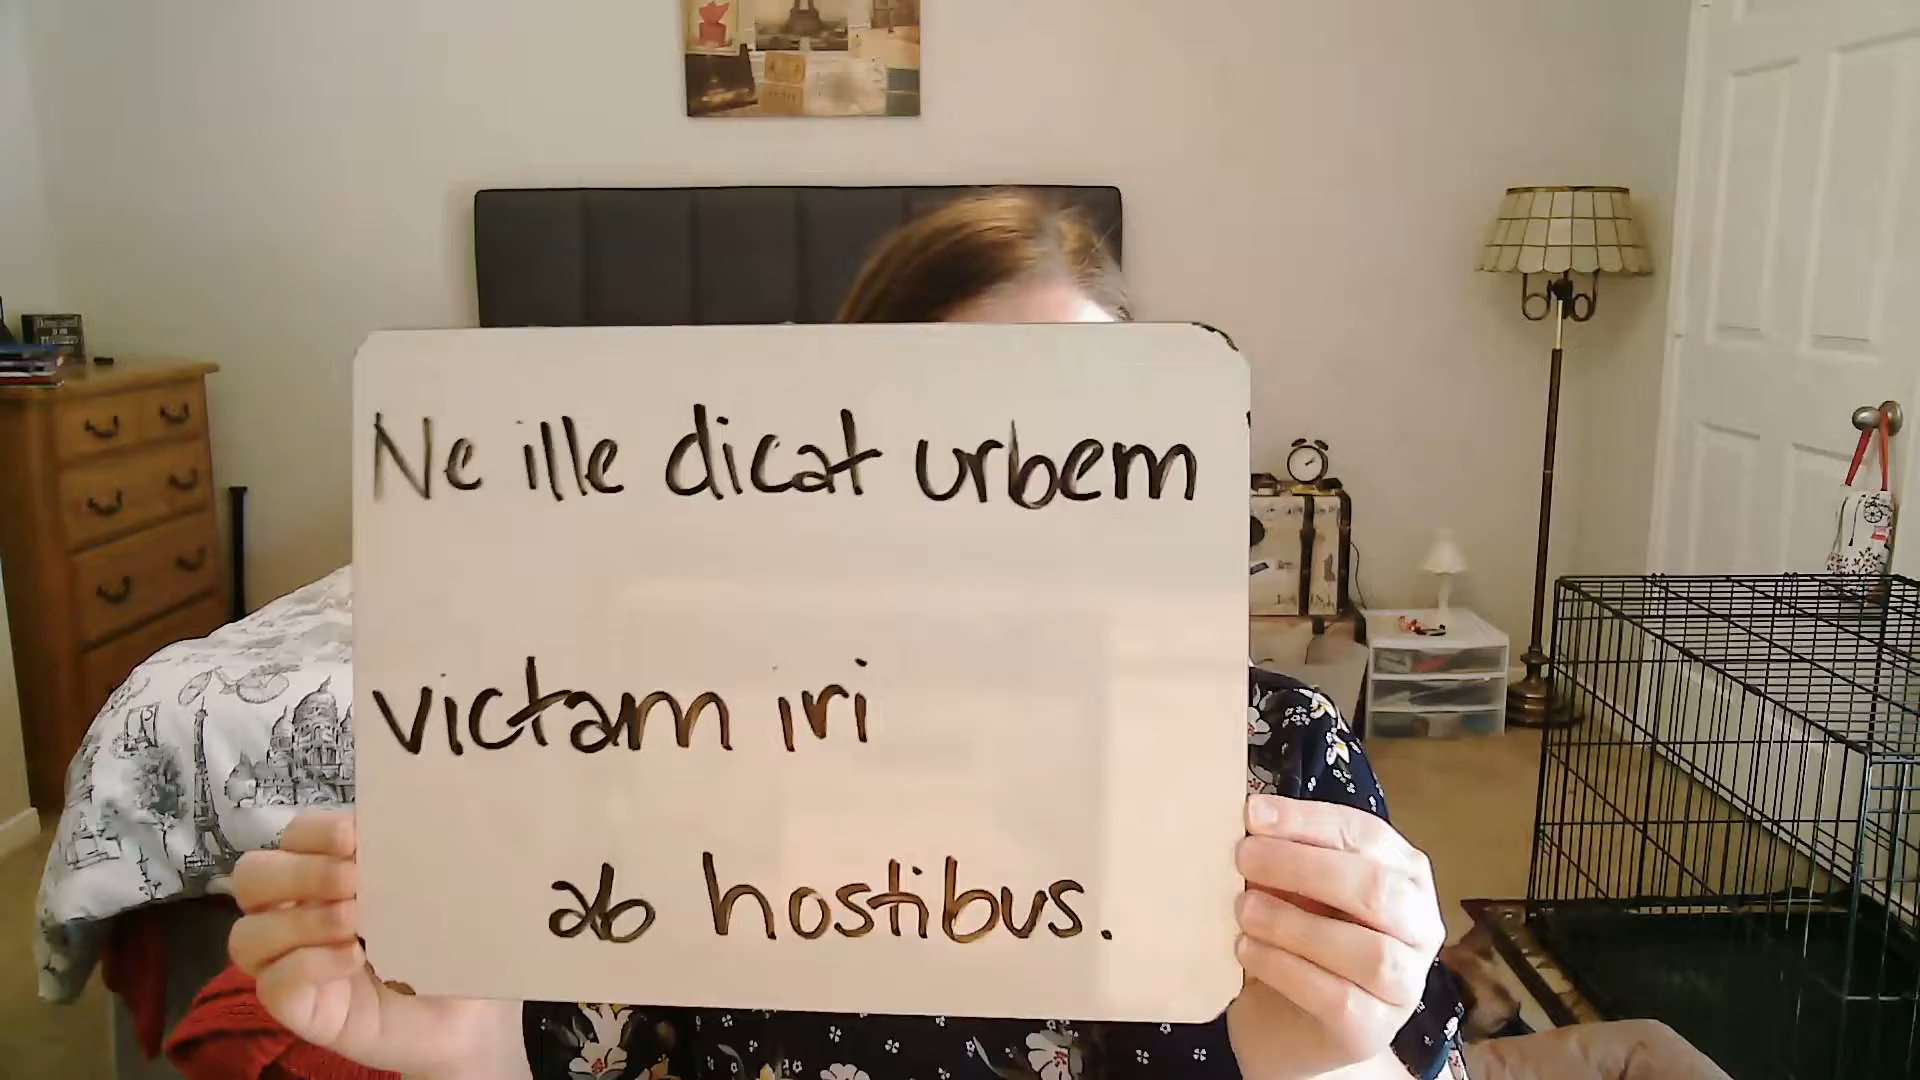 Ne ille dicat urbem
victam iri
ab hostibus.